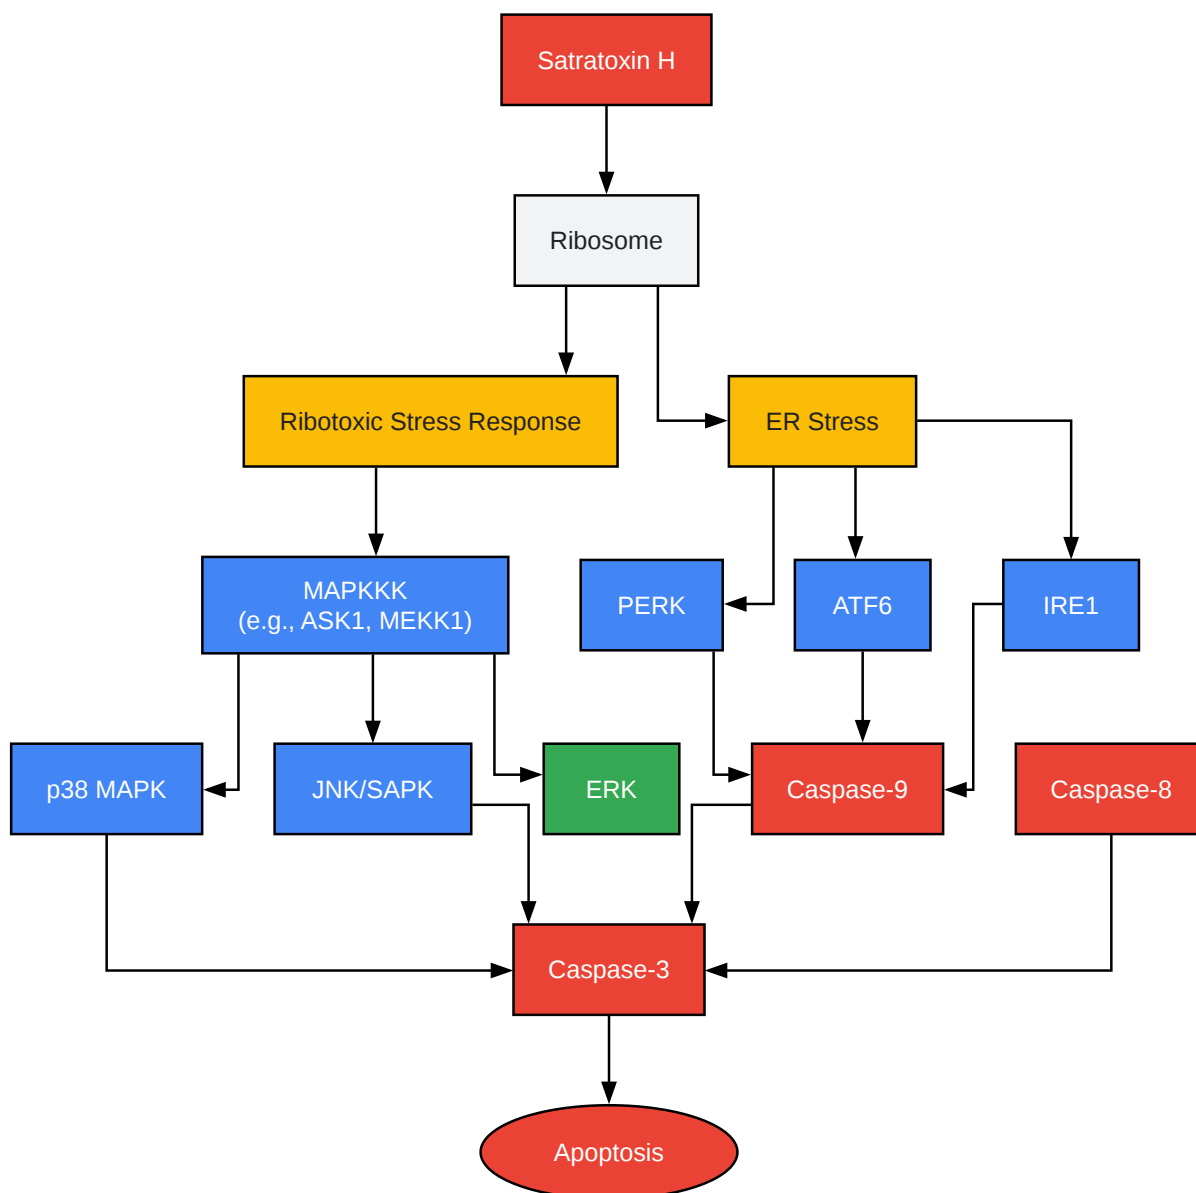 Satratoxin H
Ribosome
Ribotoxic Stress Response
ER Stress
MAPKKK
(e.g., ASK1, MEKK1)
PERK
ATF6
IRE1
p38 MAPK
JNK/SAPK
ERK
Caspase-9
Caspase-8
Caspase-3
Apoptosis